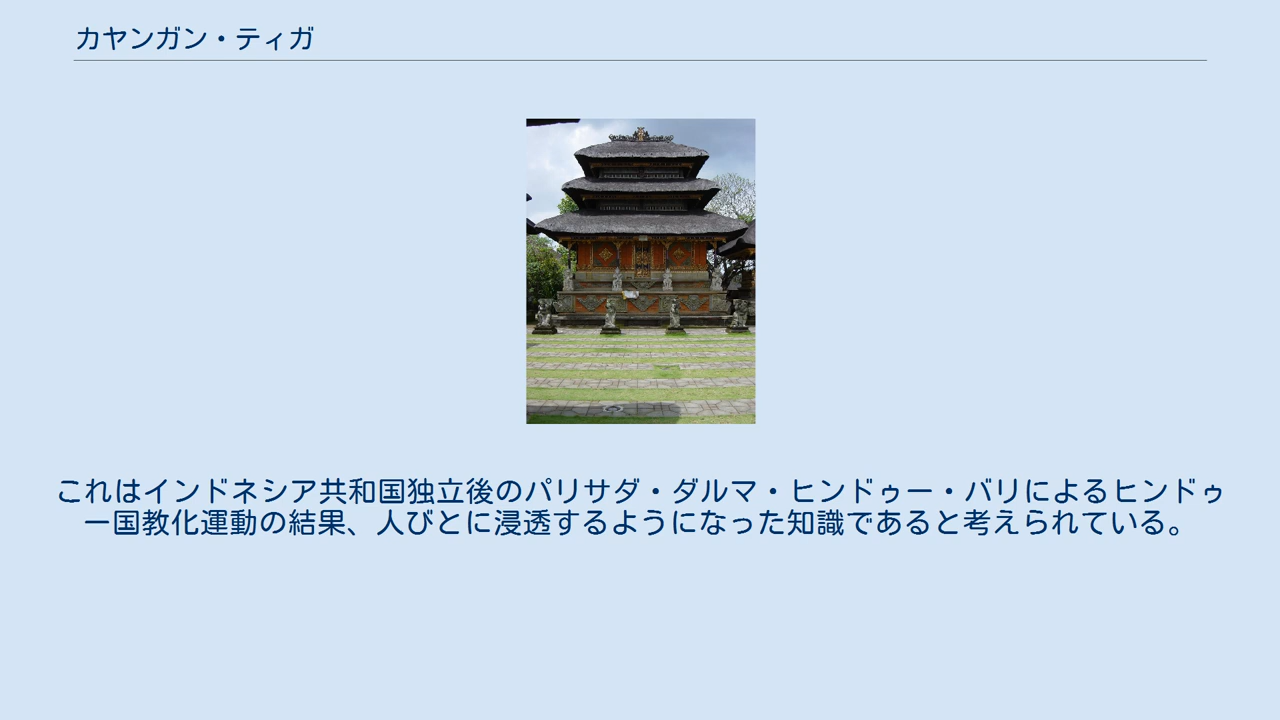 カヤンガン・ティガ
これはインドネシア共和国独立後のパリサダ・ダルマ・ヒンドゥー・バリによるヒンドゥ
ー国教化運動の結果、人びとに浸透するようになった知識であると考えられている。